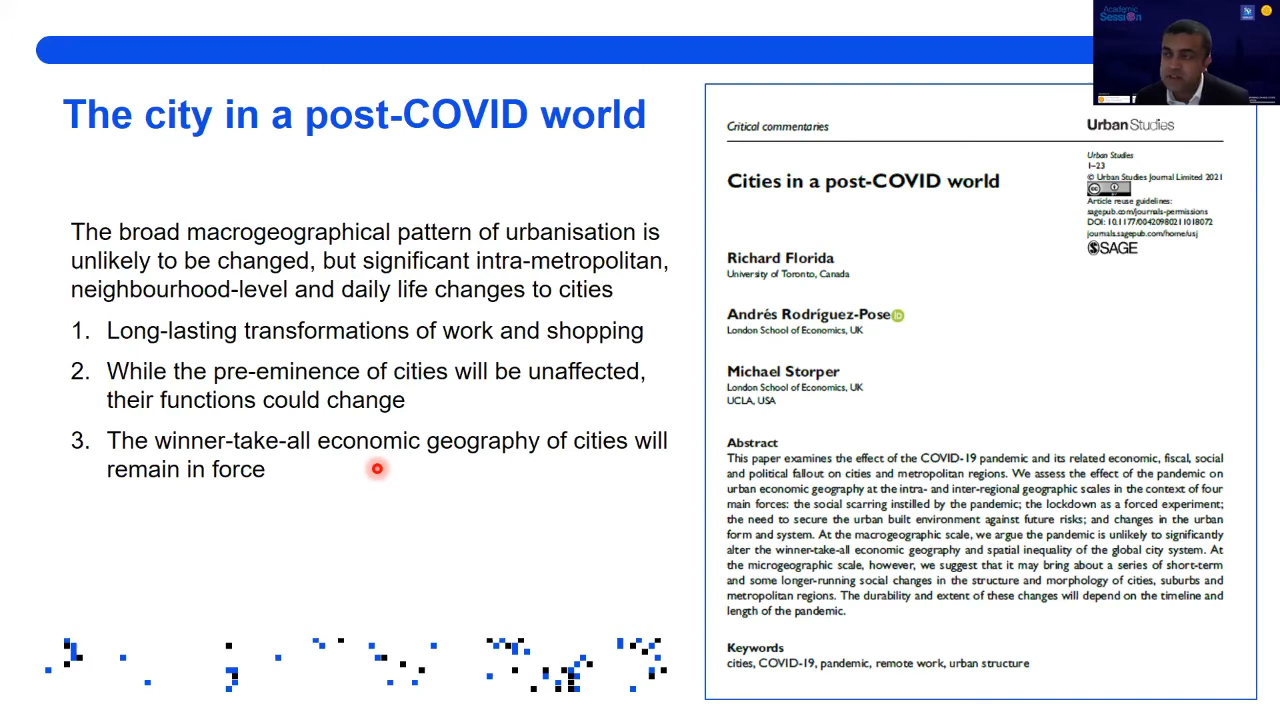 Academic
Session
The city in a post-COVID world
The broad macrogeographical pattern of urbanisation is
unlikely to be changed, but significant intra-metropolitan,
neighbourhood-level and daily life changes to cities
1. Long-lasting transformations of work and shopping
2. While the pre-eminence of cities will be unaffected,
their functions could change
3. The winner-take-all economic geography of cities will
remain in force
Critical commentaries
Urban Studies
Urban Studies
1–23
© Urban Studies Journal Limited 2021
Article reuse guidelines:
sagepub.com/journals-permissions
DOI: 10.1177/00420980211018072
journals.sagepub.com/home/usj
SAGE
Cities in a post-COVID world
Richard Florida
University of Toronto, Canada
Andrés Rodríguez-Pose iD
London School of Economics, UK
Michael Storper
London School of Economics, UK
UCLA, USA
Abstract
This paper examines the effect of the COVID-19 pandemic and its related economic, fiscal, social
and political fallout on cities and metropolitan regions. We assess the effect of the pandemic on
urban economic geography at the intra- and inter-regional geographic scales in the context of four
main forces: the social scarring instilled by the pandemic; the lockdown as a forced experiment;
the need to secure the urban built environment against future risks; and changes in the urban
form and system. At the macrogeographic scale, we argue the pandemic is unlikely to significantly
alter the winner-take-all economic geography and spatial inequality of the global city system. At
the microgeographic scale, however, we suggest that it may bring about a series of short-term
and some longer-running social changes in the structure and morphology of cities, suburbs and
metropolitan regions. The durability and extent of these changes will depend on the timeline and
length of the pandemic.
Keywords
cities, COVID-19, pandemic, remote work, urban structure